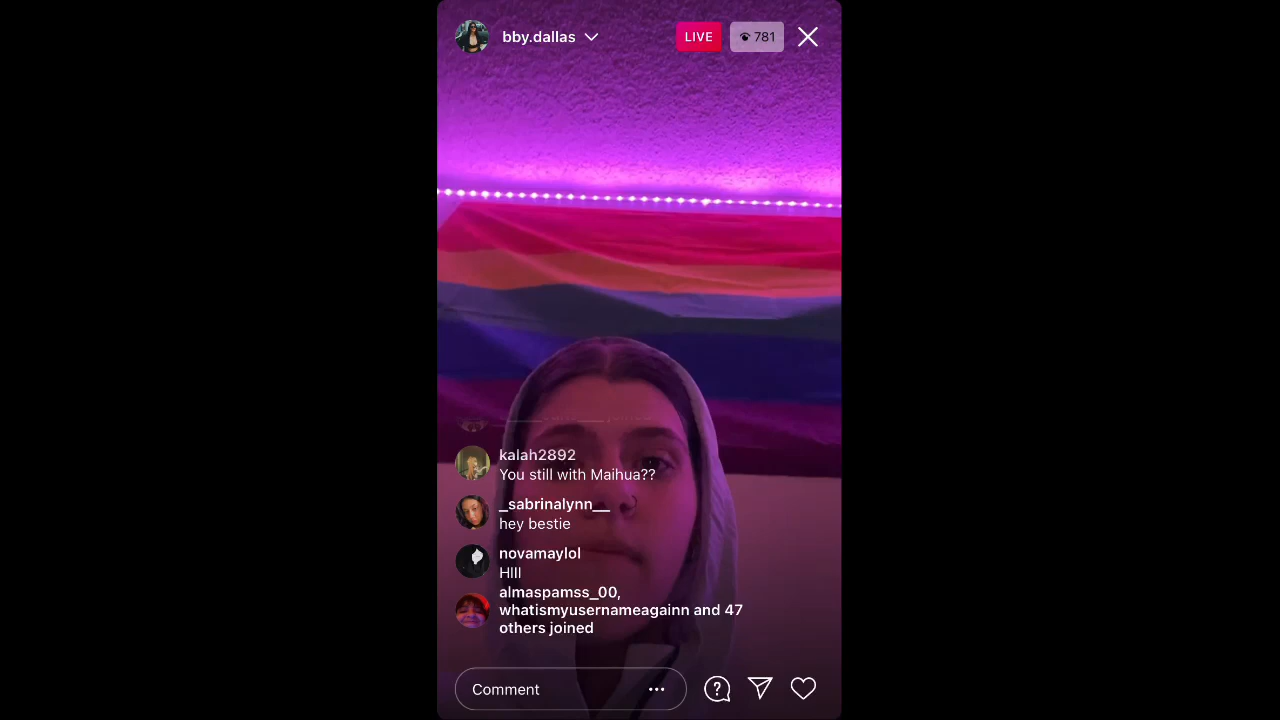 bby.dallas
LIVE
781
kalah2892
You still with Maihua??
_sabrinalynn__
hey bestie
novamaylol
HIII
almaspamss_00,
whatismyusernameagainn and 47
others joined
Comment